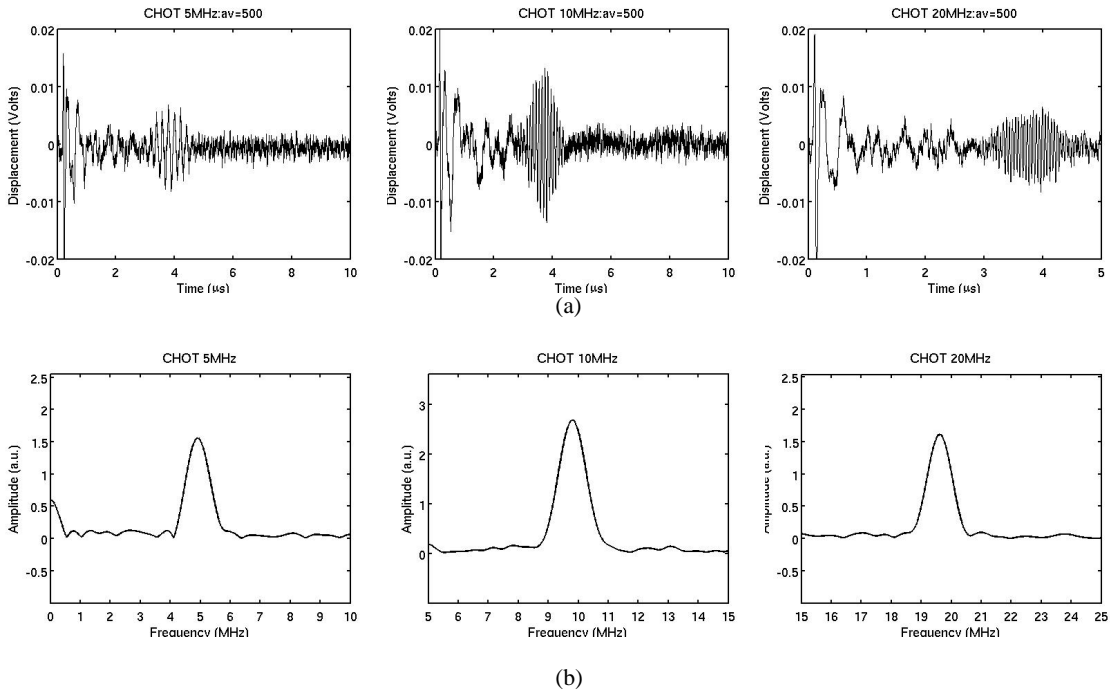 CHOT 5MHz:av=500
CHOT 10MHz:av=500
CHOT 20MHz:av=500
0.02
0.01
0
-0.01
-0.02
Displacement (Volts)
0 2 4 6 8 10
Time (μs)
0.02
0.01
0
-0.01
-0.02
Displacement (Volts)
0 2 4 6 8 10
Time (μs)
0.02
0.01
0
-0.01
-0.02
Displacement (Volts)
0 1 2 3 4 5
Time (μs)
(a)
CHOT 5MHz
CHOT 10MHz
CHOT 20MHz
2.5
2
1.5
1
0.5
0
-0.5
Amplitude (a.u.)
0 1 2 3 4 5 6 7 8 9 10
Frequency (MHz)
3
2
1
0
Amplitude (a.u.)
5 6 7 8 9 10 11 12 13 14 15
Frequency (MHz)
2.5
2
1.5
1
0.5
0
-0.5
Amplitude (a.u.)
15 16 17 18 19 20 21 22 23 24 25
Frequency (MHz)
(b)